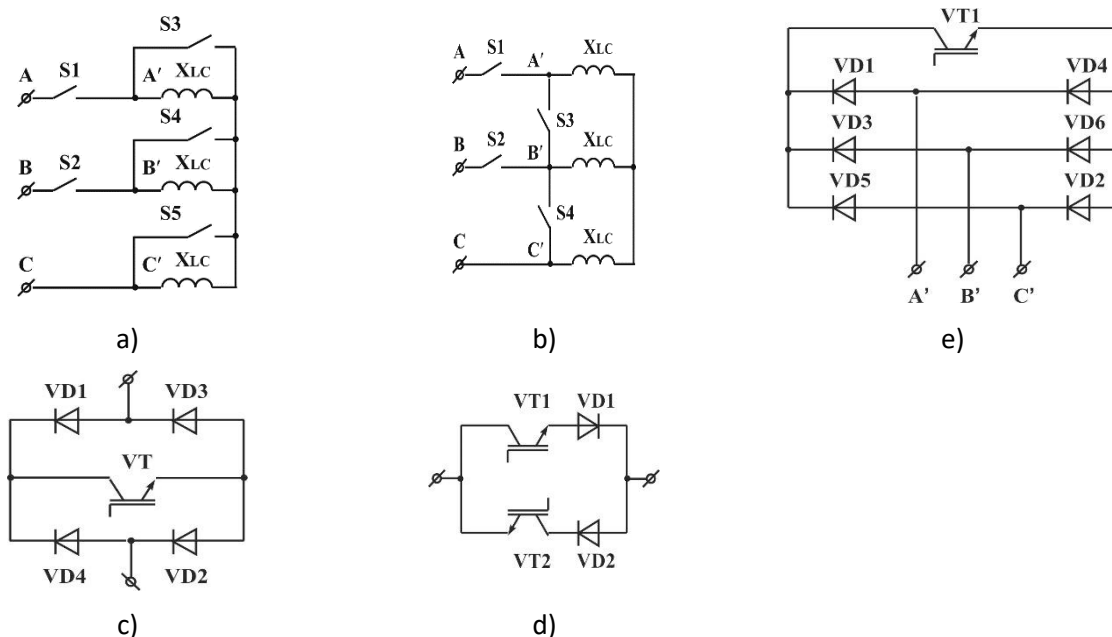 S3
A
S1
A′
XLC
S4
B
S2
B′
XLC
S5
C
C′
XLC
a)
A
S1
A′
XLC
S3
B
S2
B′
XLC
S4
C
C′
XLC
b)
VT1
VD1
VD4
VD3
VD6
VD5
VD2
A’
B’
C’
e)
VD1
VD3
VT
VD4
VD2
c)
VT1
VD1
VT2
VD2
d)